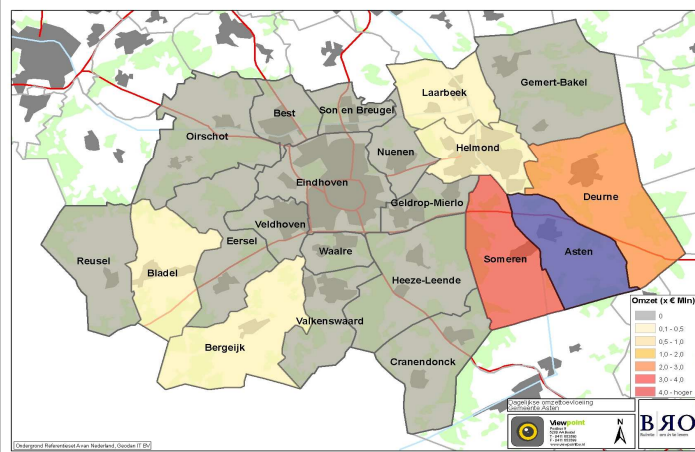 Laarbeek
Gemert-Bakel
Best
Son en Breugel
Oirschot
Nuenen
Helmond
Eindhoven
Deurne
Geldrop-Mierlo
Veldhoven
Eersel
Waalre
Asten
Reusel
Bladel
Heeze-Leende
Someren
Valkenswaard
Bergeijk
Cranendonck
Omzet (x € Mln)
0
0,1 - 0,5
0,5 - 1,0
1,0 - 2,0
2,0 - 3,0
3,0 - 4,0
4,0 - hoger
Dagelijkse omzettoevloeiing
Gemeente Asten
Viewpoint
N
BRO
Ondergrond Referentieset A van Nederland, Geodan IT BV